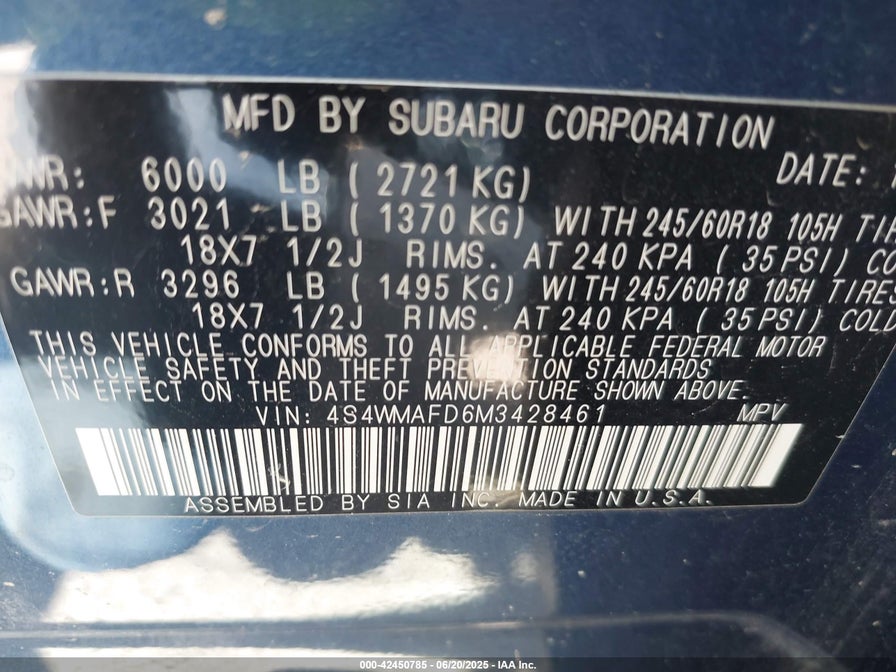 MFD BY SUBARU CORPORATION
DATE:
6000 LB ( 2721 KG)
GAWR:F 3021 LB ( 1370 KG) WITH 245/60R18 105H
18X7 1/2J RIMS. AT 240 KPA ( 35 PSI)
GAWR:R 3296 LB ( 1495 KG) WITH 245/60R18 105H TIRE
18X7 1/2J RIMS. AT 240 KPA ( 35 PSI)
THIS VEHICLE CONFORMS TO ALL APPLICABLE FEDERAL MOTOR
VEHICLE SAFETY AND THEFT PREVENTION STANDARDS
IN EFFECT ON THE DATE OF MANUFACTURE SHOWN ABOVE.
VIN: 4S4WMAFD6M3428461 MPV
ASSEMBLED BY SIA INC. MADE IN U.S.A.
000-42450785 - 06/20/2025 - IAA Inc.